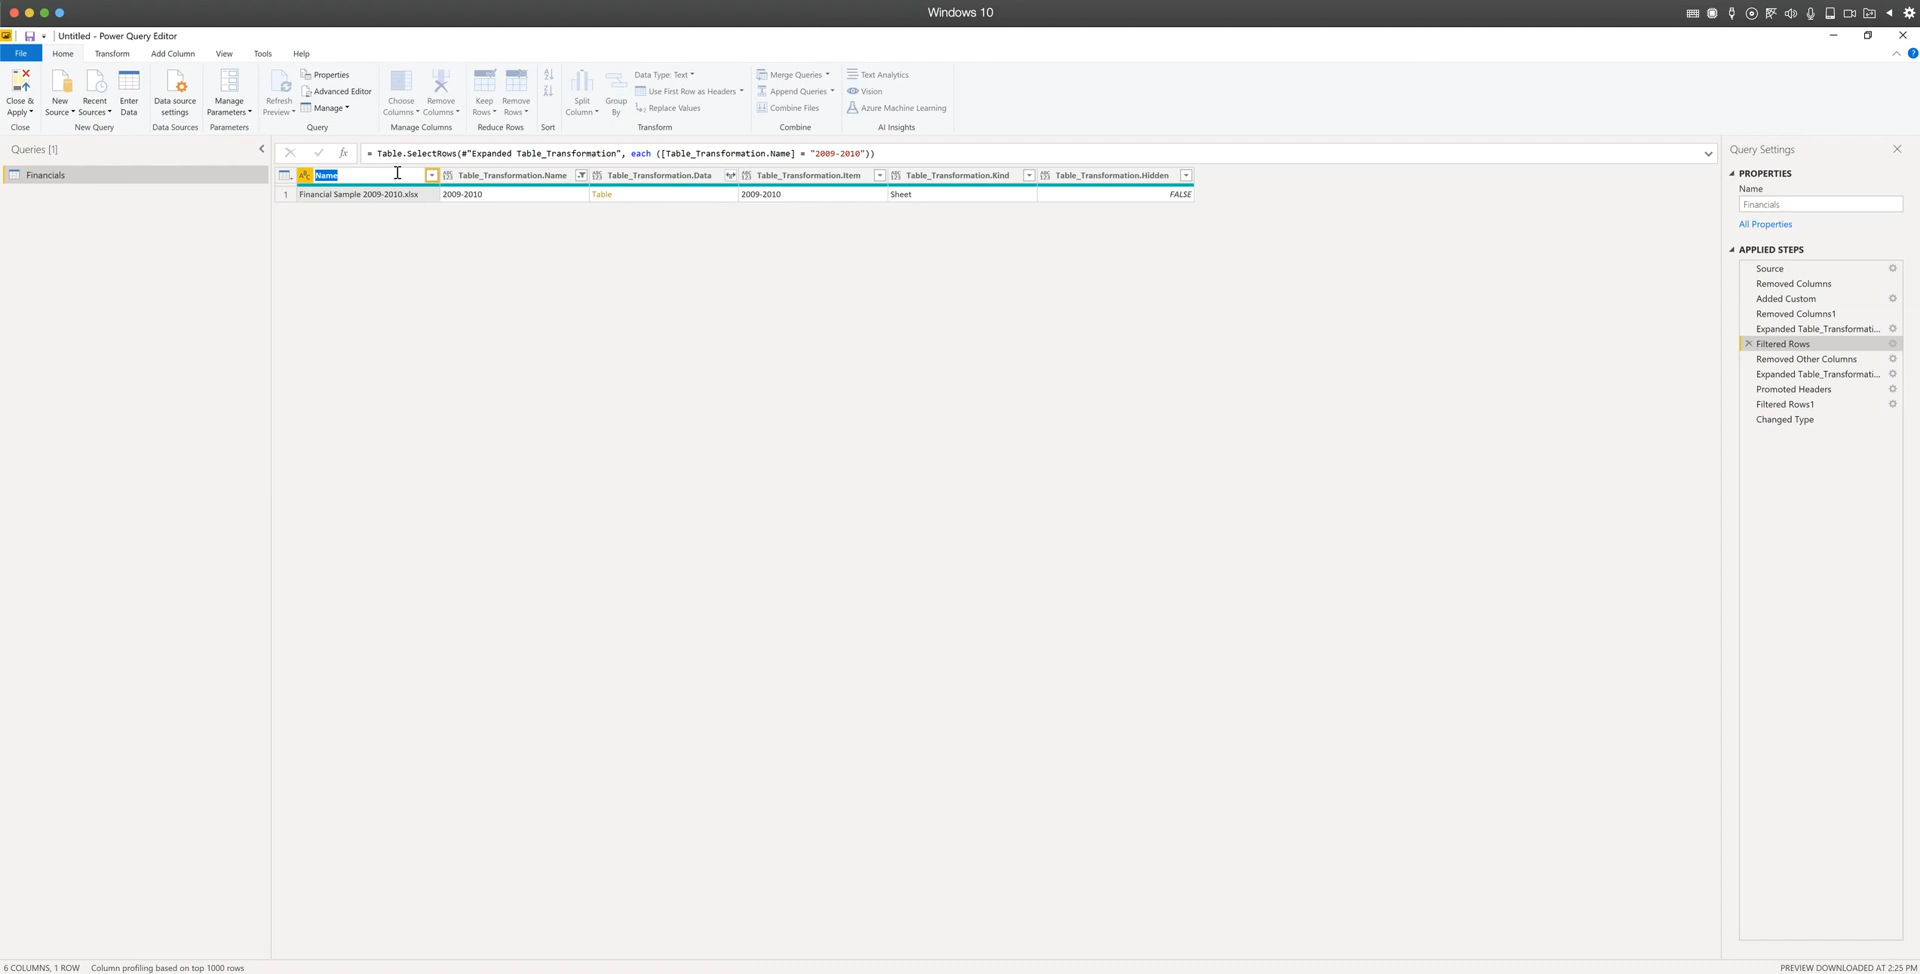 Windows 10
Untitled - Power Query Editor
File Home Transform Add Column View Tools Help
Close & Apply
New Source
Recent Sources
Enter Data
Data source settings
Manage Parameters
Refresh Preview
Properties
Advanced Editor
Manage
Choose Columns
Remove Columns
Keep Rows
Remove Rows
Split Column
Group By
Data Type: Text
Use First Row as Headers
Replace Values
Merge Queries
Append Queries
Combine Files
Text Analytics
Vision
Azure Machine Learning
Close New Query Data Sources Parameters Query Manage Columns Reduce Rows Sort Transform Combine AI Insights
Queries [1]
Financials
fx = Table.SelectRows(#"Expanded Table_Transformation", each ([Table_Transformation.Name] = "2009-2010"))
Name Table_Transformation.Name Table_Transformation.Data Table_Transformation.Item Table_Transformation.Kind Table_Transformation.Hidden
1 Financial Sample 2009-2010.xlsx 2009-2010 Table 2009-2010 Sheet FALSE
Query Settings
PROPERTIES
Name
Financials
All Properties
APPLIED STEPS
Source
Removed Columns
Added Custom
Removed Columns1
Expanded Table_Transformati...
Filtered Rows
Removed Other Columns
Expanded Table_Transformati...
Promoted Headers
Filtered Rows1
Changed Type
6 COLUMNS, 1 ROW Column profiling based on top 1000 rows
PREVIEW DOWNLOADED AT 2:25 PM